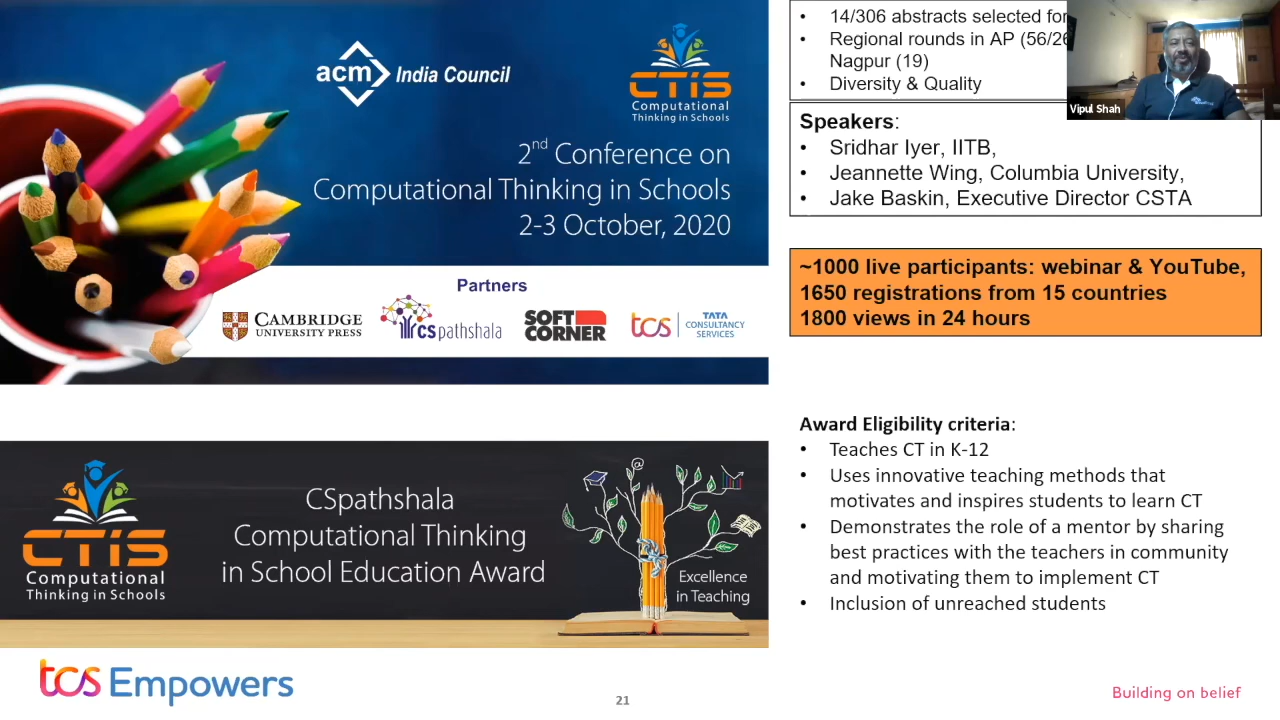 acm India Council
CTiS
Computational
Thinking in Schools
2nd Conference on
Computational Thinking in Schools
2-3 October, 2020
Partners
CAMBRIDGE
UNIVERSITY PRESS
CSpathshala
SOFT
CORNER
tcs
TATA
CONSULTANCY
SERVICES
• 14/306 abstracts selected for
• Regional rounds in AP (56/26
Nagpur (19)
• Diversity & Quality
Vipul Shah
Speakers:
• Sridhar Iyer, IITB,
• Jeannette Wing, Columbia University,
• Jake Baskin, Executive Director CSTA
~1000 live participants: webinar & YouTube,
1650 registrations from 15 countries
1800 views in 24 hours
CTiS
Computational
Thinking in Schools
CSpathshala
Computational Thinking
in School Education Award
Excellence
in Teaching
Award Eligibility criteria:
• Teaches CT in K-12
• Uses innovative teaching methods that
motivates and inspires students to learn CT
• Demonstrates the role of a mentor by sharing
best practices with the teachers in community
and motivating them to implement CT
• Inclusion of unreached students
tcs Empowers
21
Building on belief